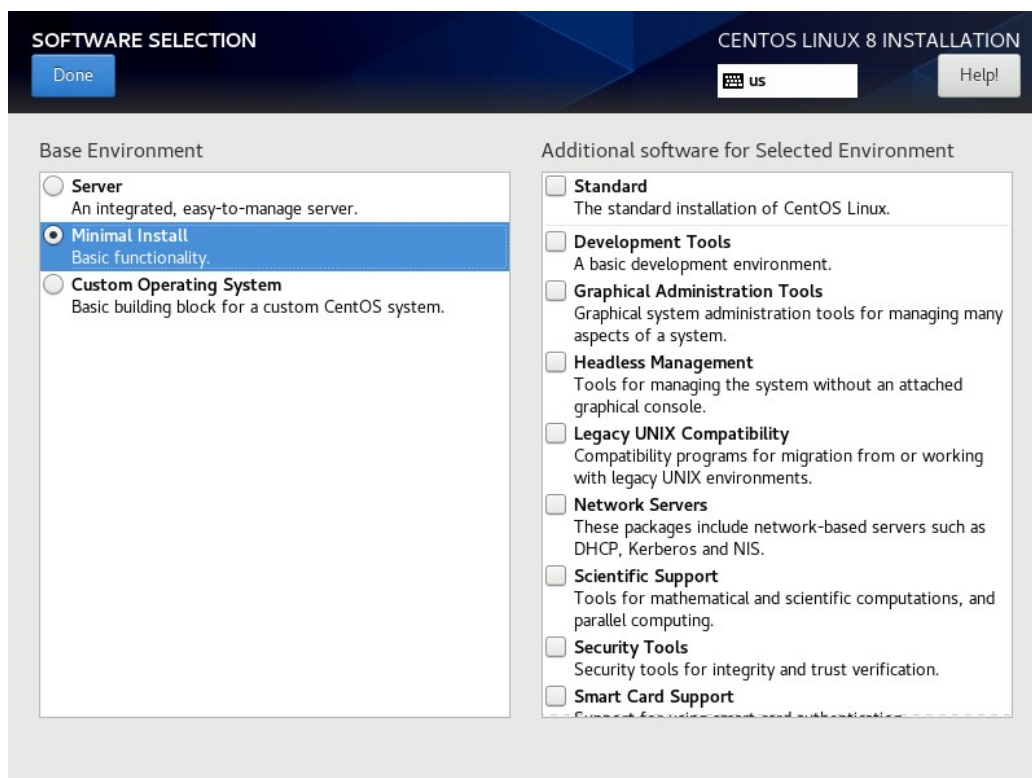 SOFTWARE SELECTION
CENTOS LINUX 8 INSTALLATION
Done
us
Help!
Base Environment
Server
An integrated, easy-to-manage server.
Minimal Install
Basic functionality.
Custom Operating System
Basic building block for a custom CentOS system.
Additional software for Selected Environment
Standard
The standard installation of CentOS Linux.
Development Tools
A basic development environment.
Graphical Administration Tools
Graphical system administration tools for managing many
aspects of a system.
Headless Management
Tools for managing the system without an attached
graphical console.
Legacy UNIX Compatibility
Compatibility programs for migration from or working
with legacy UNIX environments.
Network Servers
These packages include network-based servers such as
DHCP, Kerberos and NIS.
Scientific Support
Tools for mathematical and scientific computations, and
parallel computing.
Security Tools
Security tools for integrity and trust verification.
Smart Card Support
Support for using smart card authentication.